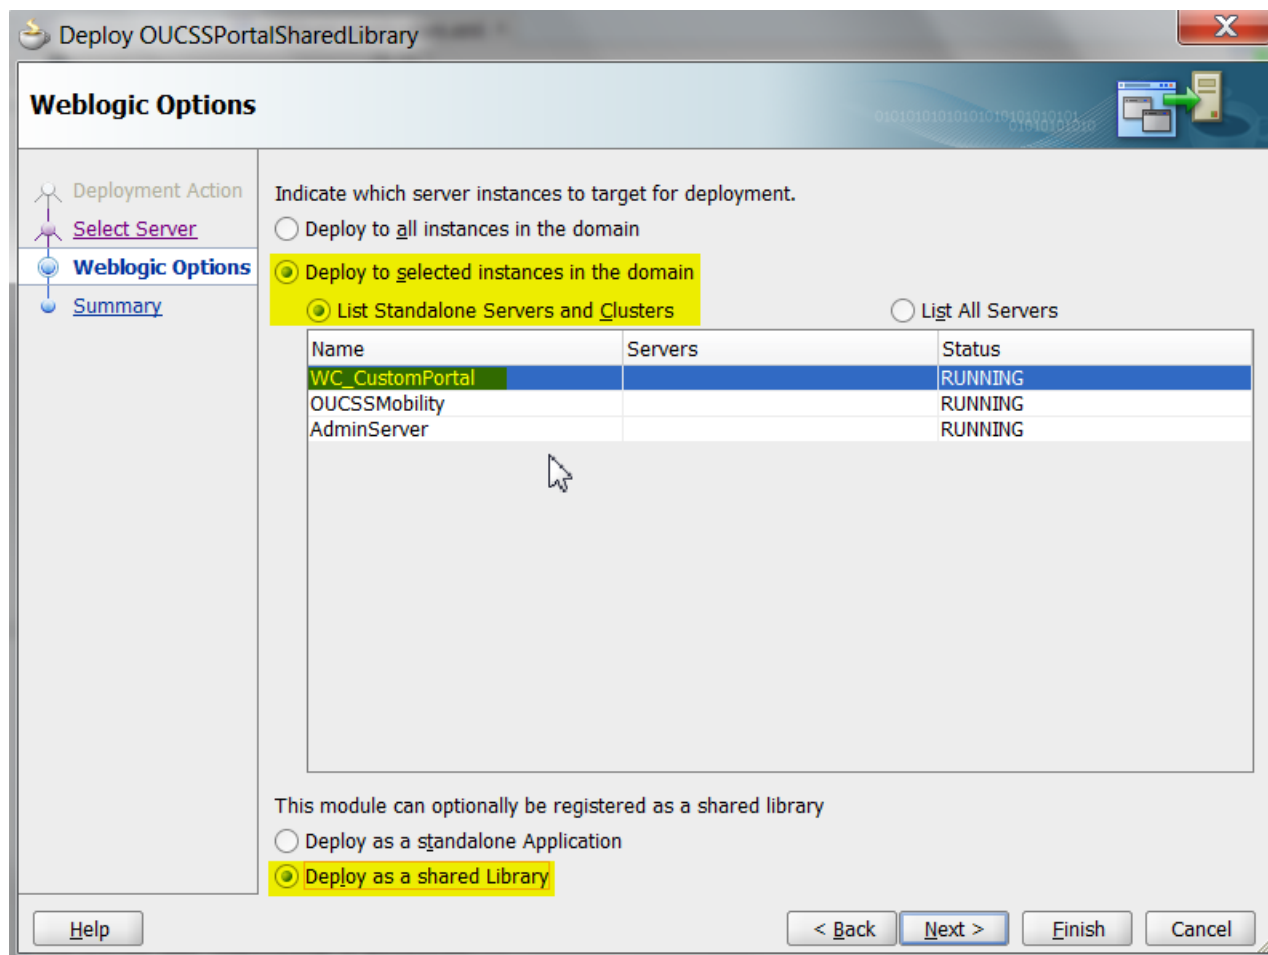 Deploy OUCSSPortalSharedLibrary
Weblogic Options
Deployment Action
Select Server
Weblogic Options
Summary
Indicate which server instances to target for deployment.
Deploy to all instances in the domain
Deploy to selected instances in the domain
List Standalone Servers and Clusters List All Servers
Name Servers Status
WC_CustomPortal RUNNING
OUCSSMobility RUNNING
AdminServer RUNNING
This module can optionally be registered as a shared library
Deploy as a standalone Application
Deploy as a shared Library
Help < Back Next > Finish Cancel